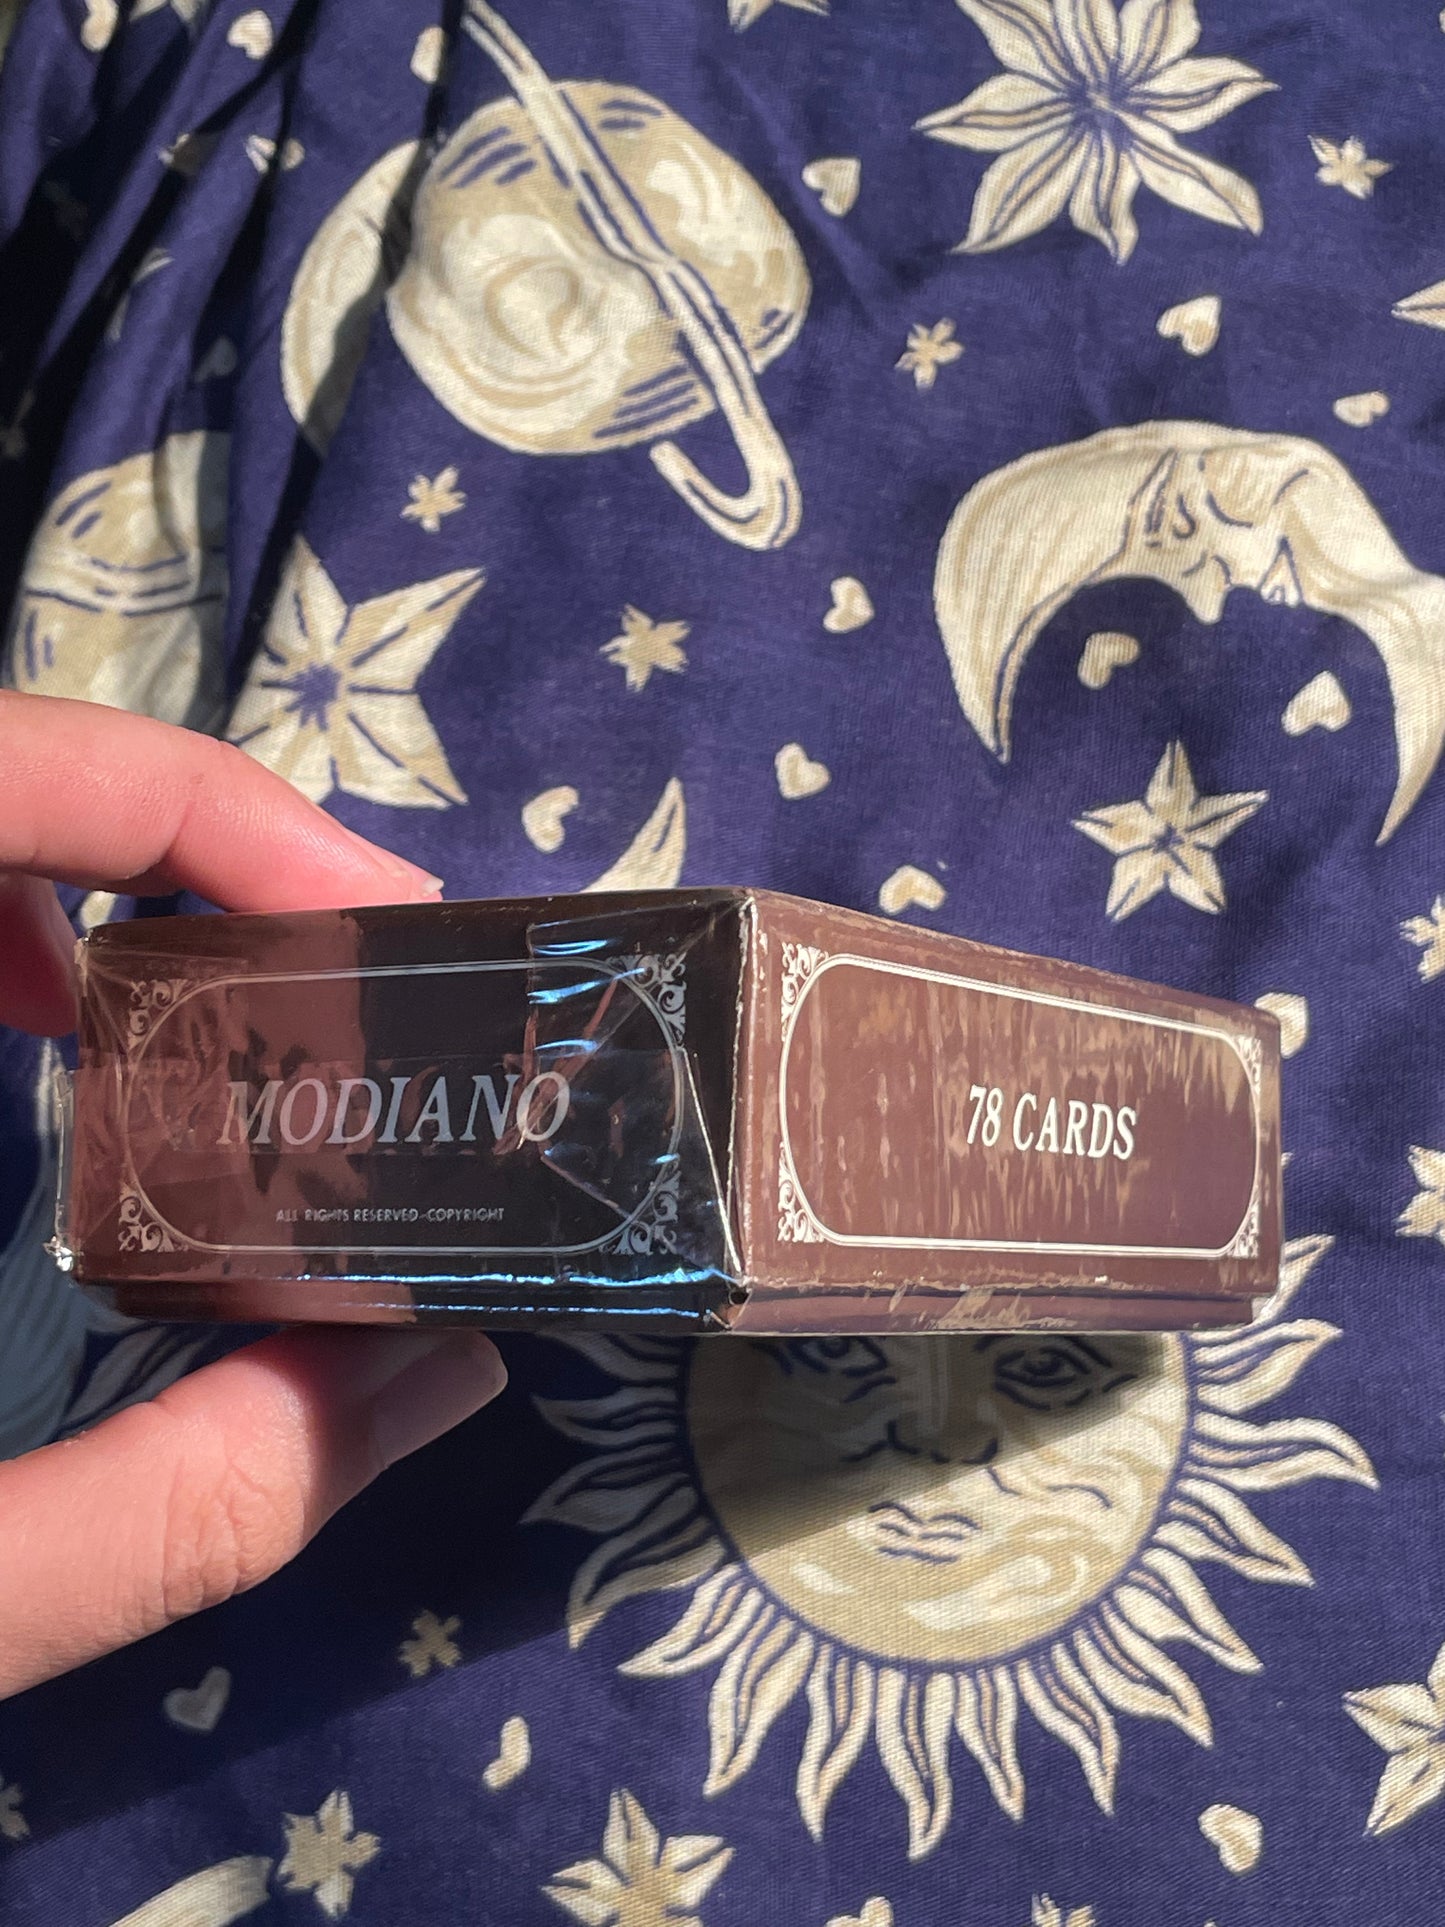 MODIANO
ALL RIGHTS RESERVED-COPYRIGHT
78 CARDS